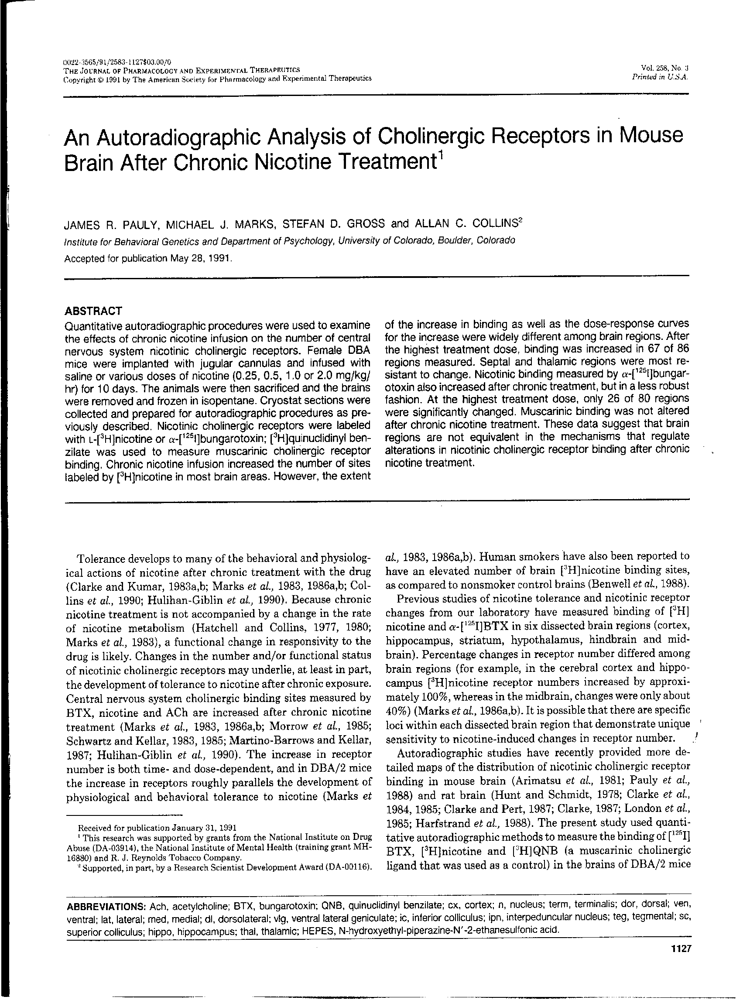 0022-3565/91/2583-1127$03.00/0
THE JOURNAL OF PHARMACOLOGY AND EXPERIMENTAL THERAPEUTICS
Copyright © 1991 by The American Society for Pharmacology and Experimental Therapeutics
Vol. 258, No. 3
Printed in U.S.A.
An Autoradiographic Analysis of Cholinergic Receptors in Mouse
Brain After Chronic Nicotine Treatment¹
JAMES R. PAULY, MICHAEL J. MARKS, STEFAN D. GROSS and ALLAN C. COLLINS²
Institute for Behavioral Genetics and Department of Psychology, University of Colorado, Boulder, Colorado
Accepted for publication May 28, 1991.
ABSTRACT
Quantitative autoradiographic procedures were used to examine
the effects of chronic nicotine infusion on the number of central
nervous system nicotinic cholinergic receptors. Female DBA
mice were implanted with jugular cannulas and infused with
saline or various doses of nicotine (0.25, 0.5, 1.0 or 2.0 mg/kg/
hr) for 10 days. The animals were then sacrificed and the brains
were removed and frozen in isopentane. Cryostat sections were
collected and prepared for autoradiographic procedures as pre-
viously described. Nicotinic cholinergic receptors were labeled
with L-[³H]nicotine or α-[¹²⁵I]bungarotoxin; [³H]quinuclidinyl ben-
zilate was used to measure muscarinic cholinergic receptor
binding. Chronic nicotine infusion increased the number of sites
labeled by [³H]nicotine in most brain areas. However, the extent
of the increase in binding as well as the dose-response curves
for the increase were widely different among brain regions. After
the highest treatment dose, binding was increased in 67 of 86
regions measured. Septal and thalamic regions were most re-
sistant to change. Nicotinic binding measured by α-[¹²⁵I]bungar-
otoxin also increased after chronic treatment, but in a less robust
fashion. At the highest treatment dose, only 26 of 80 regions
were significantly changed. Muscarinic binding was not altered
after chronic nicotine treatment. These data suggest that brain
regions are not equivalent in the mechanisms that regulate
alterations in nicotinic cholinergic receptor binding after chronic
nicotine treatment.
Tolerance develops to many of the behavioral and physiolog-
ical actions of nicotine after chronic treatment with the drug
(Clarke and Kumar, 1983a,b; Marks et al., 1983, 1986a,b; Col-
lins et al., 1990; Hulihan-Giblin et al., 1990). Because chronic
nicotine treatment is not accompanied by a change in the rate
of nicotine metabolism (Hatchell and Collins, 1977, 1980;
Marks et al., 1983), a functional change in responsivity to the
drug is likely. Changes in the number and/or functional status
of nicotinic cholinergic receptors may underlie, at least in part,
the development of tolerance to nicotine after chronic exposure.
Central nervous system cholinergic binding sites measured by
BTX, nicotine and ACh are increased after chronic nicotine
treatment (Marks et al., 1983, 1986a,b; Morrow et al., 1985;
Schwartz and Kellar, 1983, 1985; Martino-Barrows and Kellar,
1987; Hulihan-Giblin et al., 1990). The increase in receptor
number is both time- and dose-dependent, and in DBA/2 mice
the increase in receptors roughly parallels the development of
physiological and behavioral tolerance to nicotine (Marks et
Received for publication January 31, 1991
¹ This research was supported by grants from the National Institute on Drug
Abuse (DA-03914), the National Institute of Mental Health (training grant MH-
16880) and R. J. Reynolds Tobacco Company.
² Supported, in part, by a Research Scientist Development Award (DA-00116).
al., 1983, 1986a,b). Human smokers have also been reported to
have an elevated number of brain [³H]nicotine binding sites,
as compared to nonsmoker control brains (Benwell et al., 1988).
Previous studies of nicotine tolerance and nicotinic receptor
changes from our laboratory have measured binding of [³H]
nicotine and α-[¹²⁵I]BTX in six dissected brain regions (cortex,
hippocampus, striatum, hypothalamus, hindbrain and mid-
brain). Percentage changes in receptor number differed among
brain regions (for example, in the cerebral cortex and hippo-
campus [³H]nicotine receptor numbers increased by approxi-
mately 100%, whereas in the midbrain, changes were only about
40%) (Marks et al., 1986a,b). It is possible that there are specific
loci within each dissected brain region that demonstrate unique
sensitivity to nicotine-induced changes in receptor number.
Autoradiographic studies have recently provided more de-
tailed maps of the distribution of nicotinic cholinergic receptor
binding in mouse brain (Arimatsu et al., 1981; Pauly et al.,
1988) and rat brain (Hunt and Schmidt, 1978; Clarke et al.,
1984, 1985; Clarke and Pert, 1987; Clarke, 1987; London et al.,
1985; Harfstrand et al., 1988). The present study used quanti-
tative autoradiographic methods to measure the binding of [¹²⁵I]
BTX, [³H]nicotine and [³H]QNB (a muscarinic cholinergic
ligand that was used as a control) in the brains of DBA/2 mice
ABBREVIATIONS: Ach, acetylcholine; BTX, bungarotoxin; QNB, quinuclidinyl benzilate; cx, cortex; n, nucleus; term, terminalis; dor, dorsal; ven,
ventral; lat, lateral; med, medial; dl, dorsolateral; vlg, ventral lateral geniculate; ic, inferior colliculus; ipn, interpeduncular nucleus; teg, tegmental; sc,
superior colliculus; hippo, hippocampus; thal, thalamic; HEPES, N-hydroxyethyl-piperazine-N′-2-ethanesulfonic acid.
1127